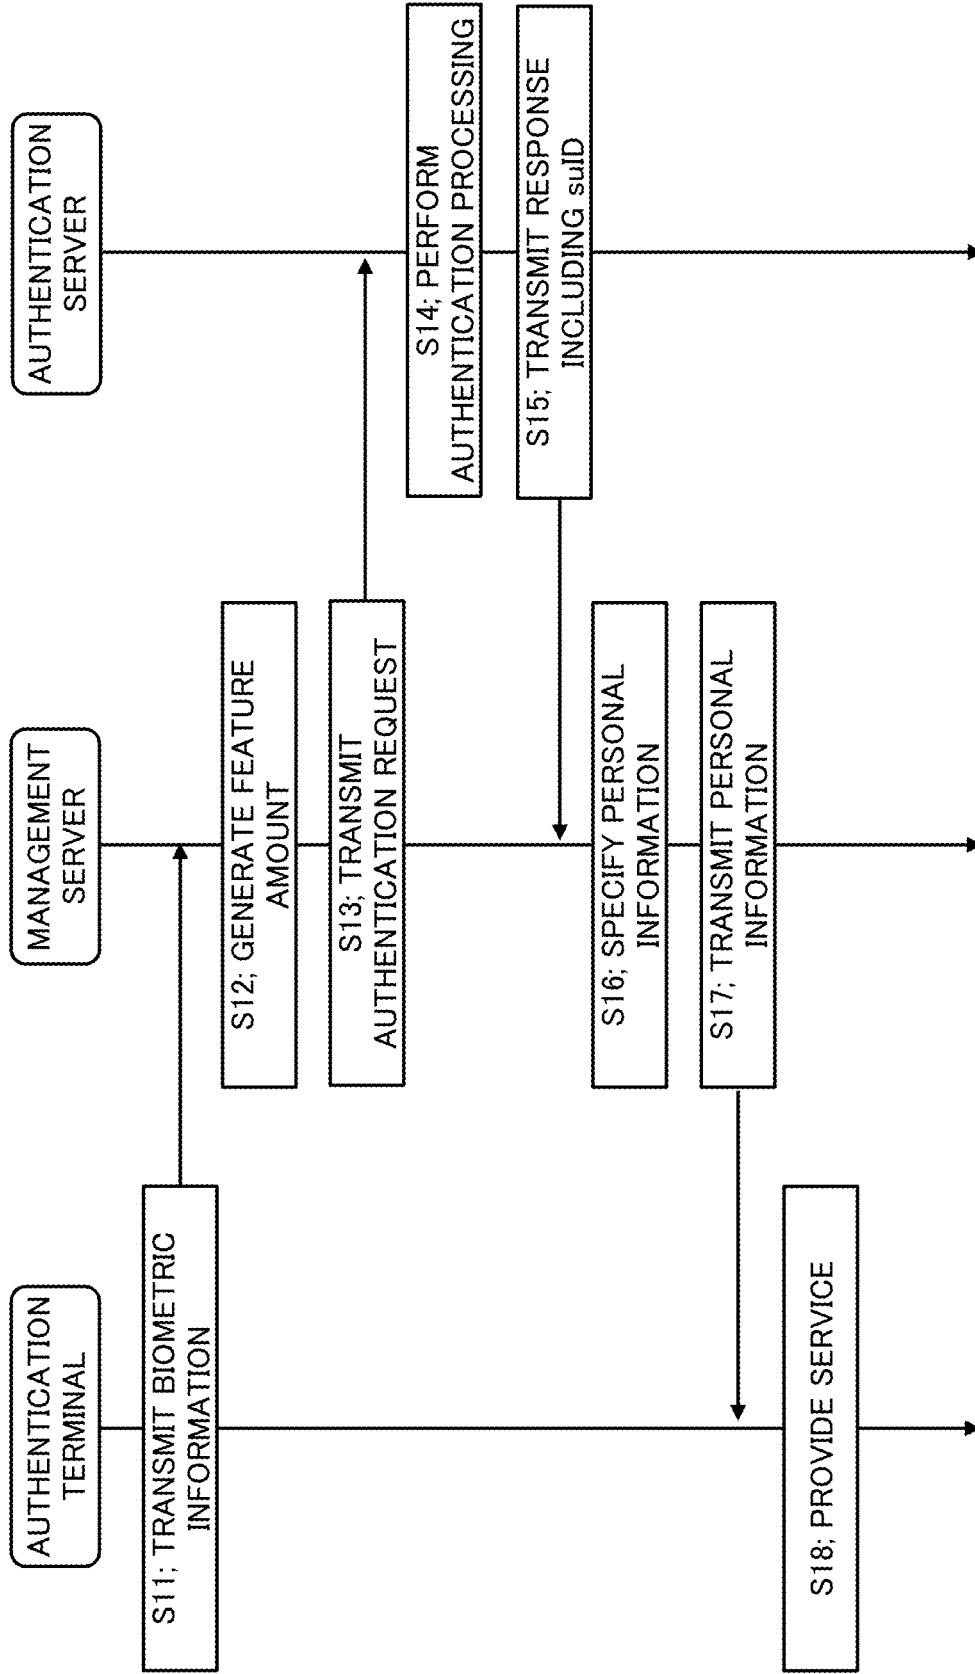 AUTHENTICATION
TERMINAL
MANAGEMENT
SERVER
AUTHENTICATION
SERVER
S11; TRANSMIT BIOMETRIC
INFORMATION
S12; GENERATE FEATURE
AMOUNT
S13; TRANSMIT
AUTHENTICATION REQUEST
S14; PERFORM
AUTHENTICATION PROCESSING
S15; TRANSMIT RESPONSE
INCLUDING suID
S16; SPECIFY PERSONAL
INFORMATION
S17; TRANSMIT PERSONAL
INFORMATION
S18; PROVIDE SERVICE